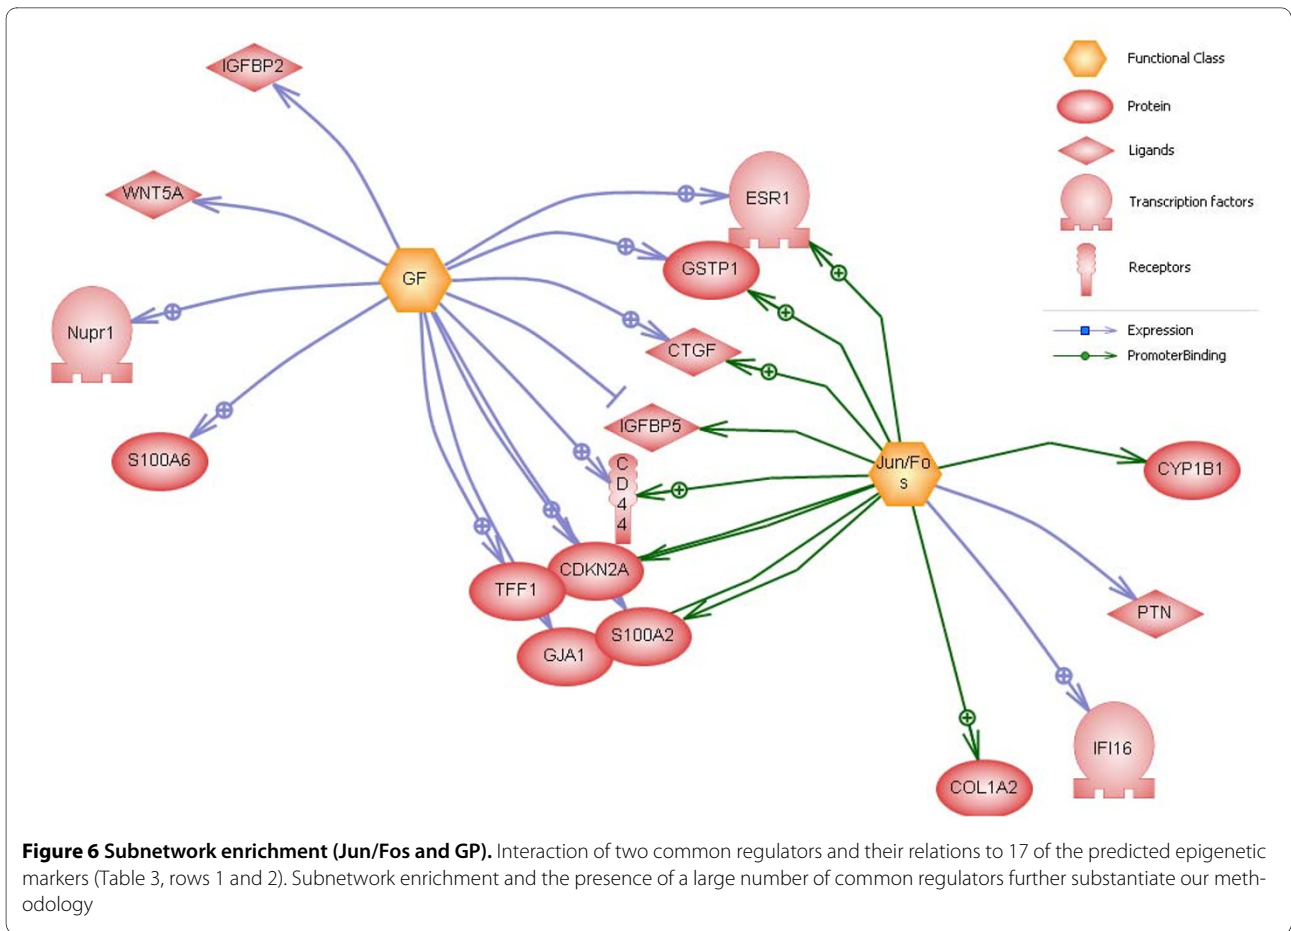 IGFBP2
WNT5A
GF
Nupr1
S100A6
ESR1
GSTP1
CTGF
IGFBP5
C
D
4
4
CDKN2A
TFF1
S100A2
GJA1
Jun/Fo
s
CYP1B1
PTN
IFI16
COL1A2
Functional Class
Protein
Ligands
Transcription factors
Receptors
Expression
PromoterBinding
Figure 6 Subnetwork enrichment (Jun/Fos and GP). Interaction of two common regulators and their relations to 17 of the predicted epigenetic
markers (Table 3, rows 1 and 2). Subnetwork enrichment and the presence of a large number of common regulators further substantiate our meth-
odology